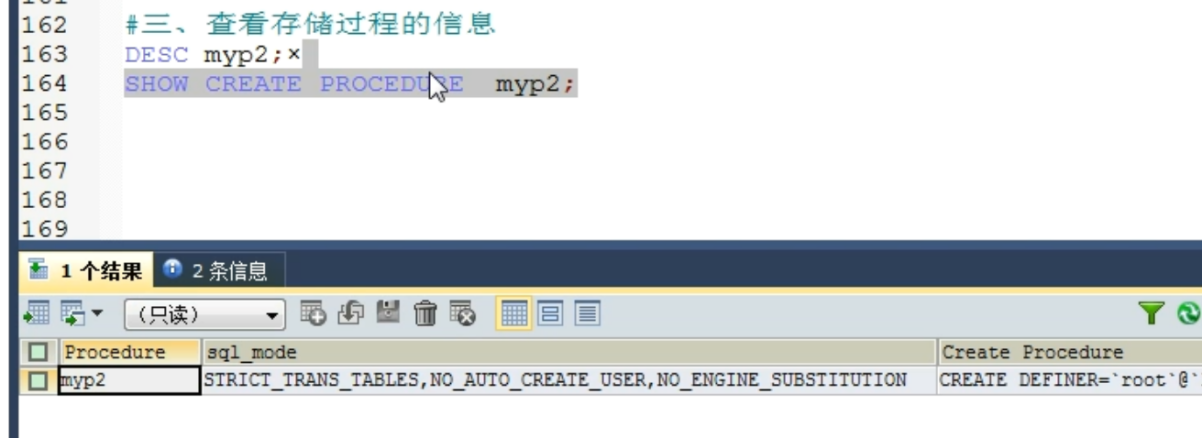 162 #三、查看存储过程的信息
163 DESC myp2;×
164 SHOW CREATE PROCEDURE myp2;
165
166
167
168
169
1 个结果 2 条信息
（只读）
Procedure sql_mode Create Procedure
myp2 STRICT_TRANS_TABLES,NO_AUTO_CREATE_USER,NO_ENGINE_SUBSTITUTION CREATE DEFINER=`root`@`